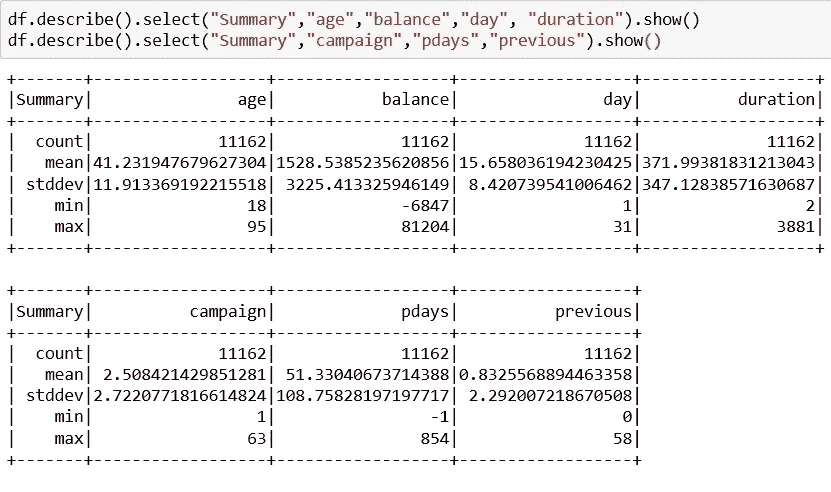 df.describe().select("Summary","age","balance","day", "duration").show()
df.describe().select("Summary","campaign","pdays","previous").show()
+-------+------------------+------------------+------------------+------------------+
|Summary|               age|           balance|               day|          duration|
+-------+------------------+------------------+------------------+------------------+
|  count|             11162|             11162|             11162|             11162|
|   mean|41.231947679627304|1528.5385235620856|15.658036194230425|371.99381831213043|
| stddev|11.913369192215518| 3225.413325946149| 8.420739541006462|347.12838571630687|
|    min|                18|             -6847|                 1|                 2|
|    max|                95|             81204|                31|              3881|
+-------+------------------+------------------+------------------+------------------+
+-------+------------------+------------------+------------------+
|Summary|          campaign|             pdays|          previous|
+-------+------------------+------------------+------------------+
|  count|             11162|             11162|             11162|
|   mean| 2.508421429851281| 51.33040673714388|0.8325568894463358|
| stddev|2.7220771816614824|108.75828197197717| 2.292007218670508|
|    min|                 1|                -1|                 0|
|    max|                63|               854|                58|
+-------+------------------+------------------+------------------+